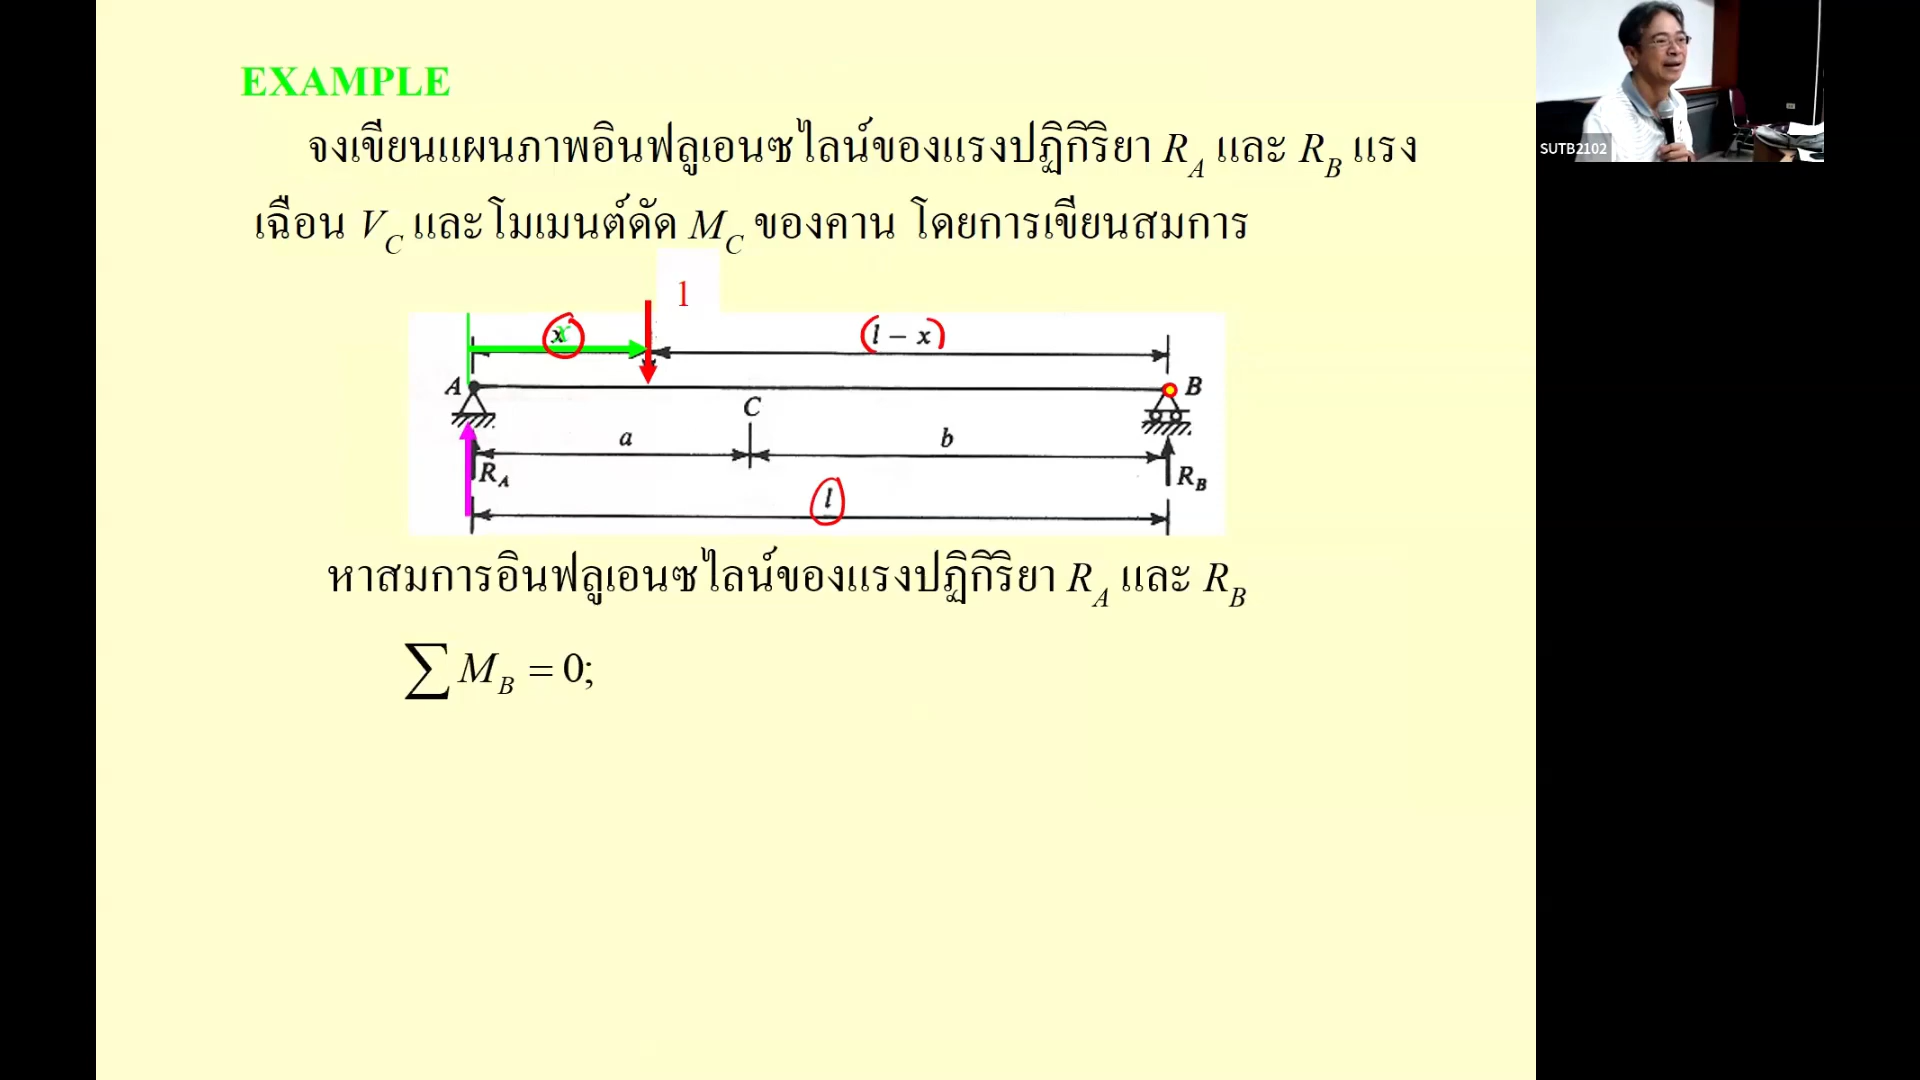 EXAMPLE
จงเขียนแผนภาพอินฟลูเอนซไลน์ของแรงปฏิกิริยา R_A และ R_B แรง
เฉือน V_C และโมเมนต์ดัด M_C ของคาน โดยการเขียนสมการ
SUTB2102
1
x
l − x
A
B
C
a
b
R_A
R_B
l
หาสมการอินฟลูเอนซไลน์ของแรงปฏิกิริยา R_A และ R_B
∑ M_B = 0;